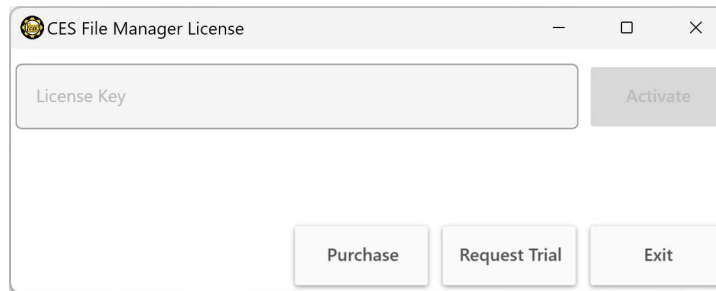 CES File Manager License
License Key
Activate
Purchase
Request Trial
Exit